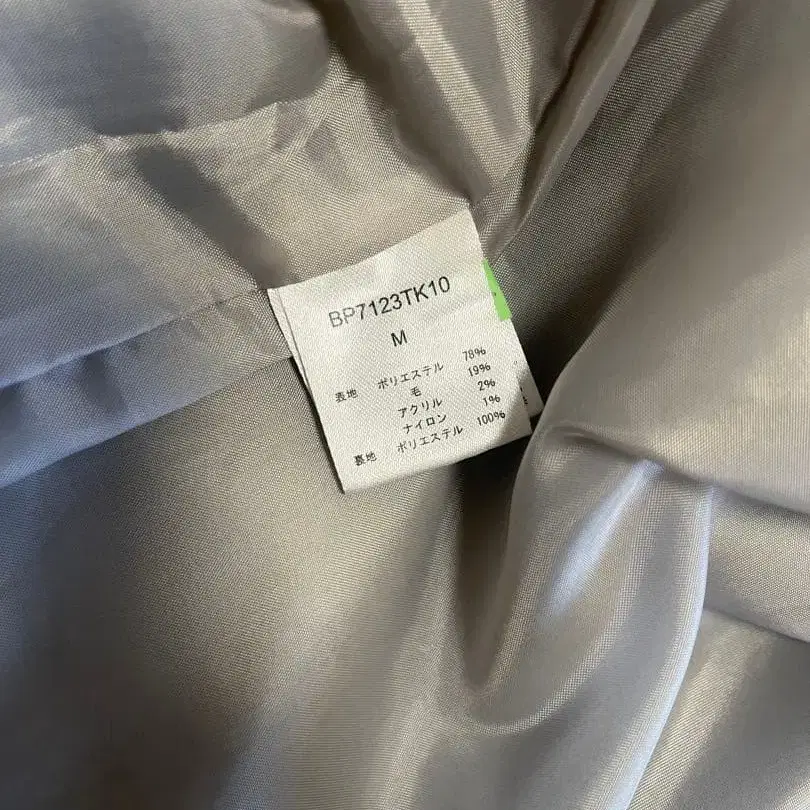 BP7123TK10
M
表地 ポリエステル 78%
毛 19%
アクリル 2%
ナイロン 1%
裏地 ポリエステル 100%